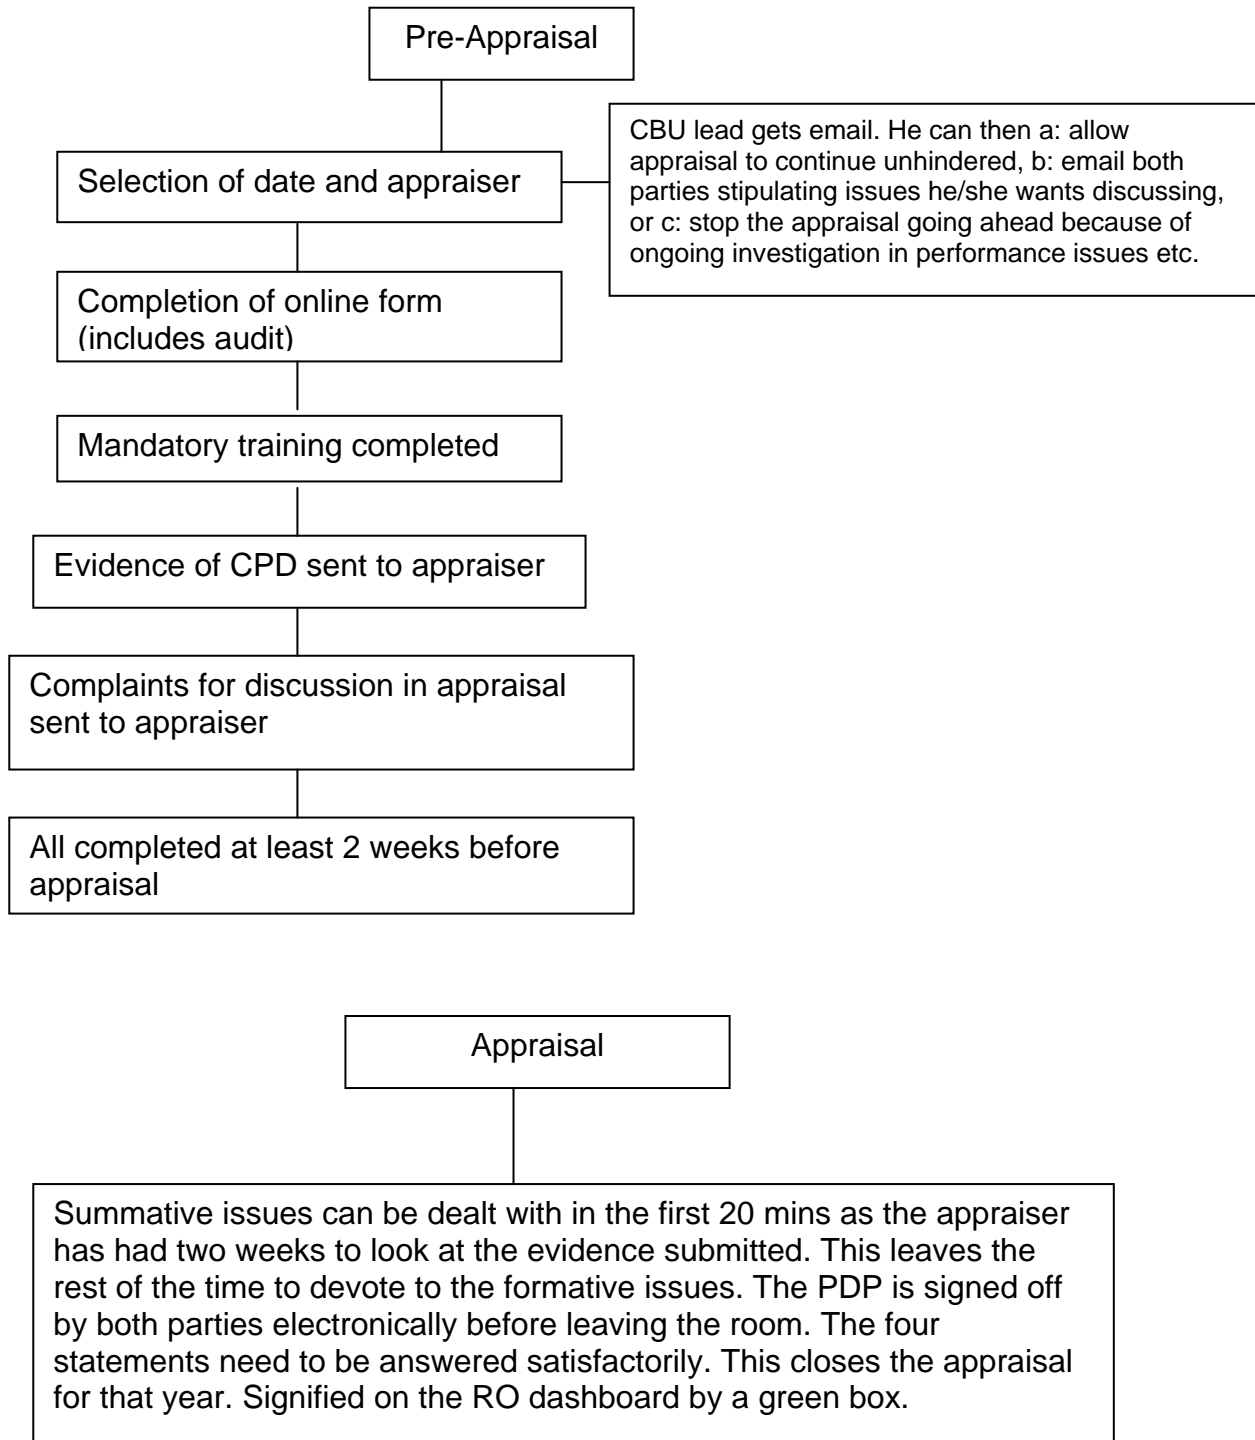 Pre-Appraisal
CBU lead gets email. He can then a: allow
appraisal to continue unhindered, b: email both
parties stipulating issues he/she wants discussing,
or c: stop the appraisal going ahead because of
ongoing investigation in performance issues etc.
Selection of date and appraiser
Completion of online form
(includes audit)
Mandatory training completed
Evidence of CPD sent to appraiser
Complaints for discussion in appraisal
sent to appraiser
All completed at least 2 weeks before
appraisal
Appraisal
Summative issues can be dealt with in the first 20 mins as the appraiser
has had two weeks to look at the evidence submitted. This leaves the
rest of the time to devote to the formative issues. The PDP is signed off
by both parties electronically before leaving the room. The four
statements need to be answered satisfactorily. This closes the appraisal
for that year. Signified on the RO dashboard by a green box.